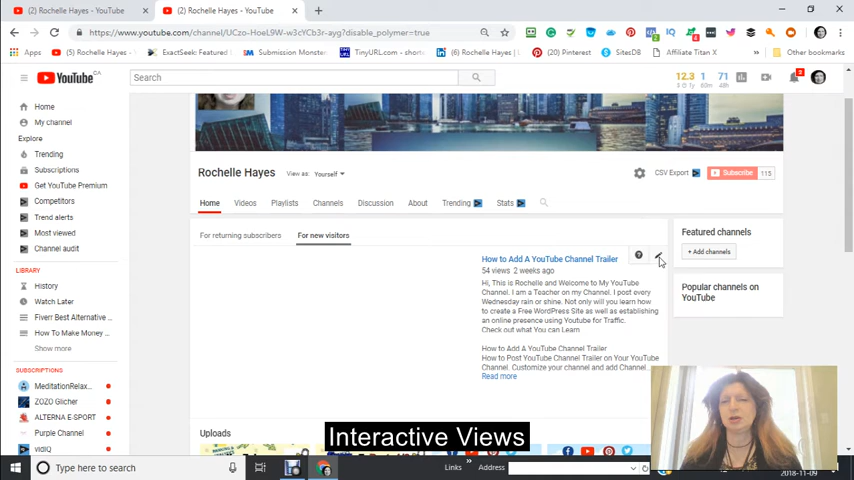 (2) Rochelle Hayes - YouTube
(2) Rochelle Hayes - YouTube
https://www.youtube.com/channel/UCzo-HoeL9W-w3cYCb3r-ayg?disable_polymer=true
Apps
(5) Rochelle Hayes -
ExactSeek: Featured L
Submission Monster
TinyURL.com - shorte
(6) LinkedIn
(20) Pinterest
SitesDB
Affiliate Titan X
Other bookmarks
YouTube CA
Search
12.3 1 71
60m 48h
Home
My channel
Explore
Trending
Subscriptions
Get YouTube Premium
Competitors
Trend alerts
Most viewed
Channel audit
LIBRARY
History
Watch Later
Fiverr Best Alternative ...
How To Make Money ...
Show more
SUBSCRIPTIONS
MeditationRelax...
ZOZO Glicher
ALTERNA E-SPORT
Purple Channel
vidIQ
Rochelle Hayes
View as: Yourself
CSV Export
Subscribe 115
Home Videos Playlists Channels Discussion About Trending Stats
For returning subscribers
For new visitors
How to Add A YouTube Channel Trailer
54 views 2 weeks ago
Hi, This is Rochelle and Welcome to My YouTube
Channel. I am a Teacher on my Channel. I post every
Wednesday rain or shine. Not only will you learn how
to create a Free WordPress Site as well as establishing
an online presence using Youtube for Traffic.
Check out what You can Learn
How to Add A YouTube Channel Trailer
How to Post YouTube Channel Trailer on Your YouTube
Channel. Customize your channel and add Channel...
Read more
Featured channels
+ Add channels
Popular channels on
YouTube
Uploads
Interactive Views
Type here to search
Links
Address
2018-11-09